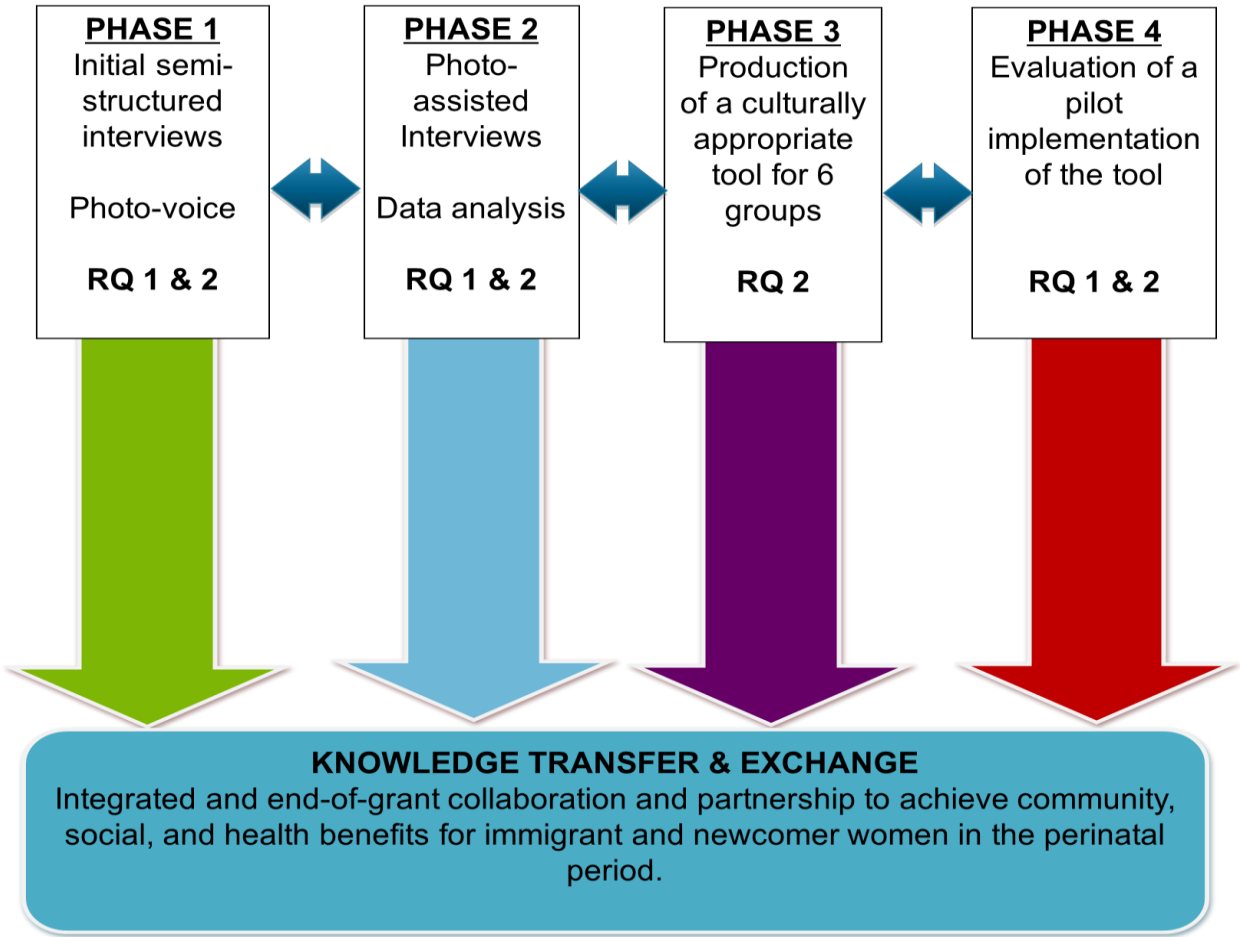 PHASE 1
Initial semi-
structured
interviews
Photo-voice
RQ 1 & 2
PHASE 2
Photo-
assisted
Interviews
Data analysis
RQ 1 & 2
PHASE 3
Production
of a culturally
appropriate
tool for 6
groups
RQ 2
PHASE 4
Evaluation of a
pilot
implementation
of the tool
RQ 1 & 2
KNOWLEDGE TRANSFER & EXCHANGE
Integrated and end-of-grant collaboration and partnership to achieve community,
social, and health benefits for immigrant and newcomer women in the perinatal
period.